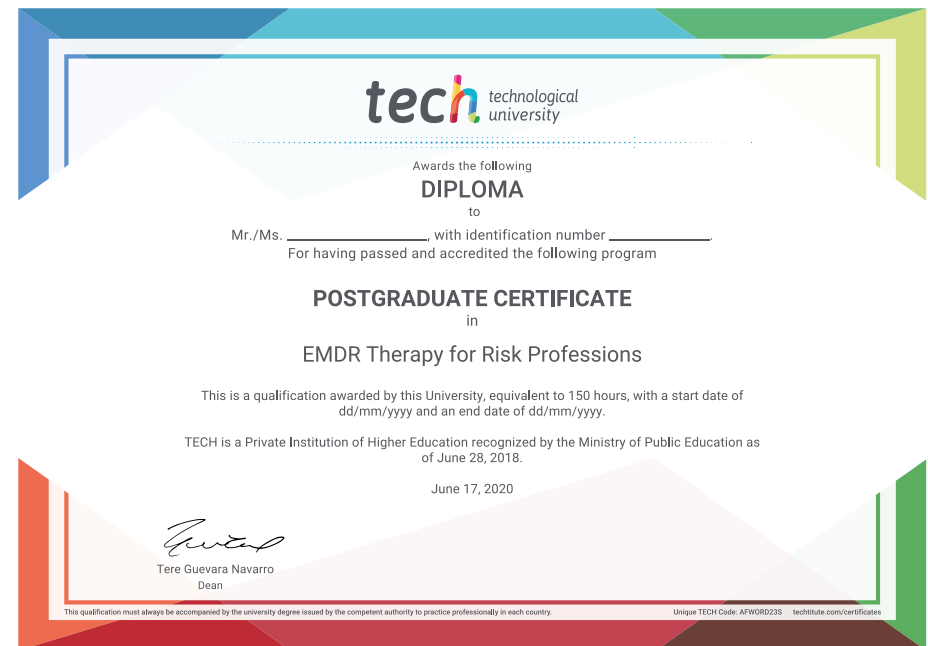 tech technological
university
Awards the following
DIPLOMA
to
Mr./Ms. ____________________, with identification number ______________.
For having passed and accredited the following program
POSTGRADUATE CERTIFICATE
in
EMDR Therapy for Risk Professions
This is a qualification awarded by this University, equivalent to 150 hours, with a start date of
dd/mm/yyyy and an end date of dd/mm/yyyy.
TECH is a Private Institution of Higher Education recognized by the Ministry of Public Education as
of June 28, 2018.
June 17, 2020
Tere Guevara Navarro
Dean
This qualification must always be accompanied by the university degree issued by the competent authority to practice professionally in each country.
Unique TECH Code: AFWORD23S techtitute.com/certificates